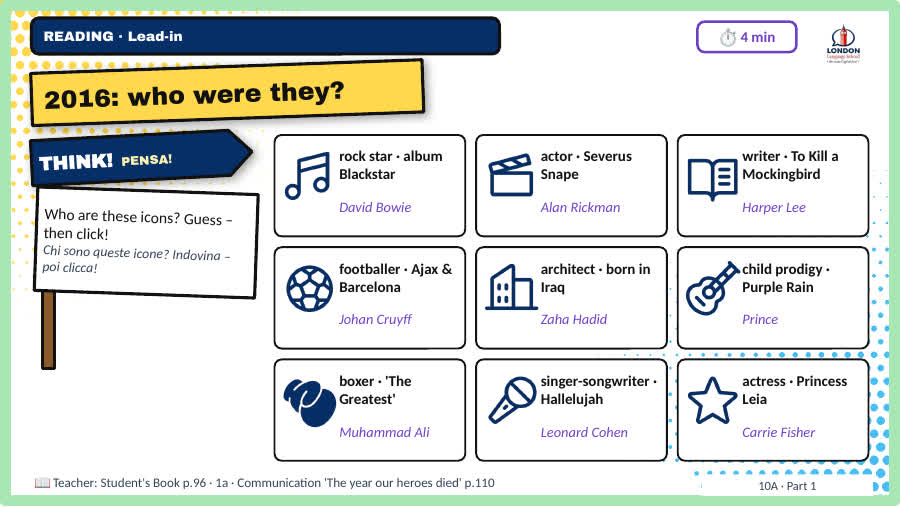 READING · Lead-in
⏱️ 4 min
LONDON
Language School
2016: who were they?
THINK! PENSA!
Who are these icons? Guess –
then click!
Chi sono queste icone? Indovina –
poi clicca!
rock star · album
Blackstar
David Bowie
actor · Severus
Snape
Alan Rickman
writer · To Kill a
Mockingbird
Harper Lee
footballer · Ajax &
Barcelona
Johan Cruyff
architect · born in
Iraq
Zaha Hadid
child prodigy ·
Purple Rain
Prince
boxer · 'The
Greatest'
Muhammad Ali
singer-songwriter ·
Hallelujah
Leonard Cohen
actress · Princess
Leia
Carrie Fisher
📖 Teacher: Student's Book p.96 · 1a · Communication 'The year our heroes died' p.110
10A · Part 1